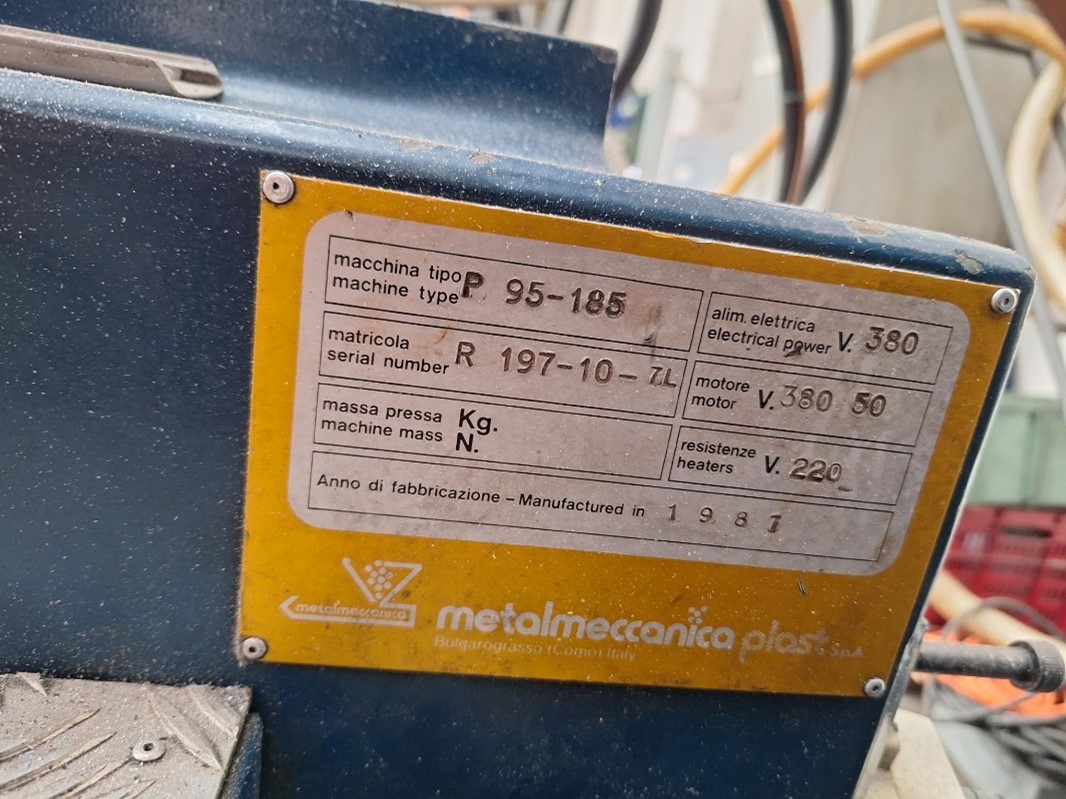 macchina tipo P 95-185
machine type
matricola R 197-10-7L
serial number
massa pressa Kg.
machine mass N.
alim. elettrica V. 380
electrical power
motore V. 380 50
motor
resistenze V. 220
heaters
Anno di fabbricazione – Manufactured in 1987
metalmeccanica
metalmeccanica plast S.p.A
Bulgarograsso (Como) Italy